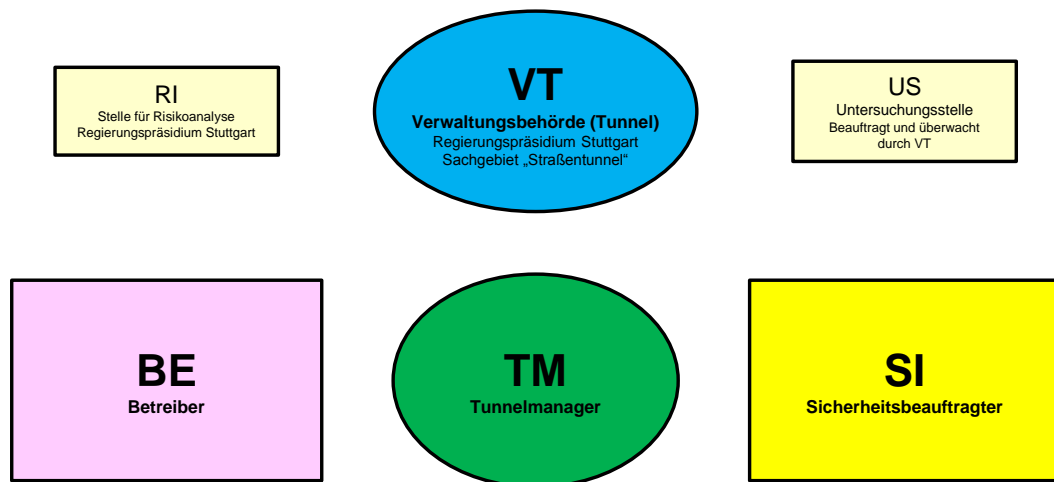 RI
Stelle für Risikoanalyse
Regierungspräsidium Stuttgart
VT
Verwaltungsbehörde (Tunnel)
Regierungspräsidium Stuttgart
Sachgebiet „Straßentunnel“
US
Untersuchungsstelle
Beauftragt und überwacht
durch VT
BE
Betreiber
TM
Tunnelmanager
SI
Sicherheitsbeauftragter